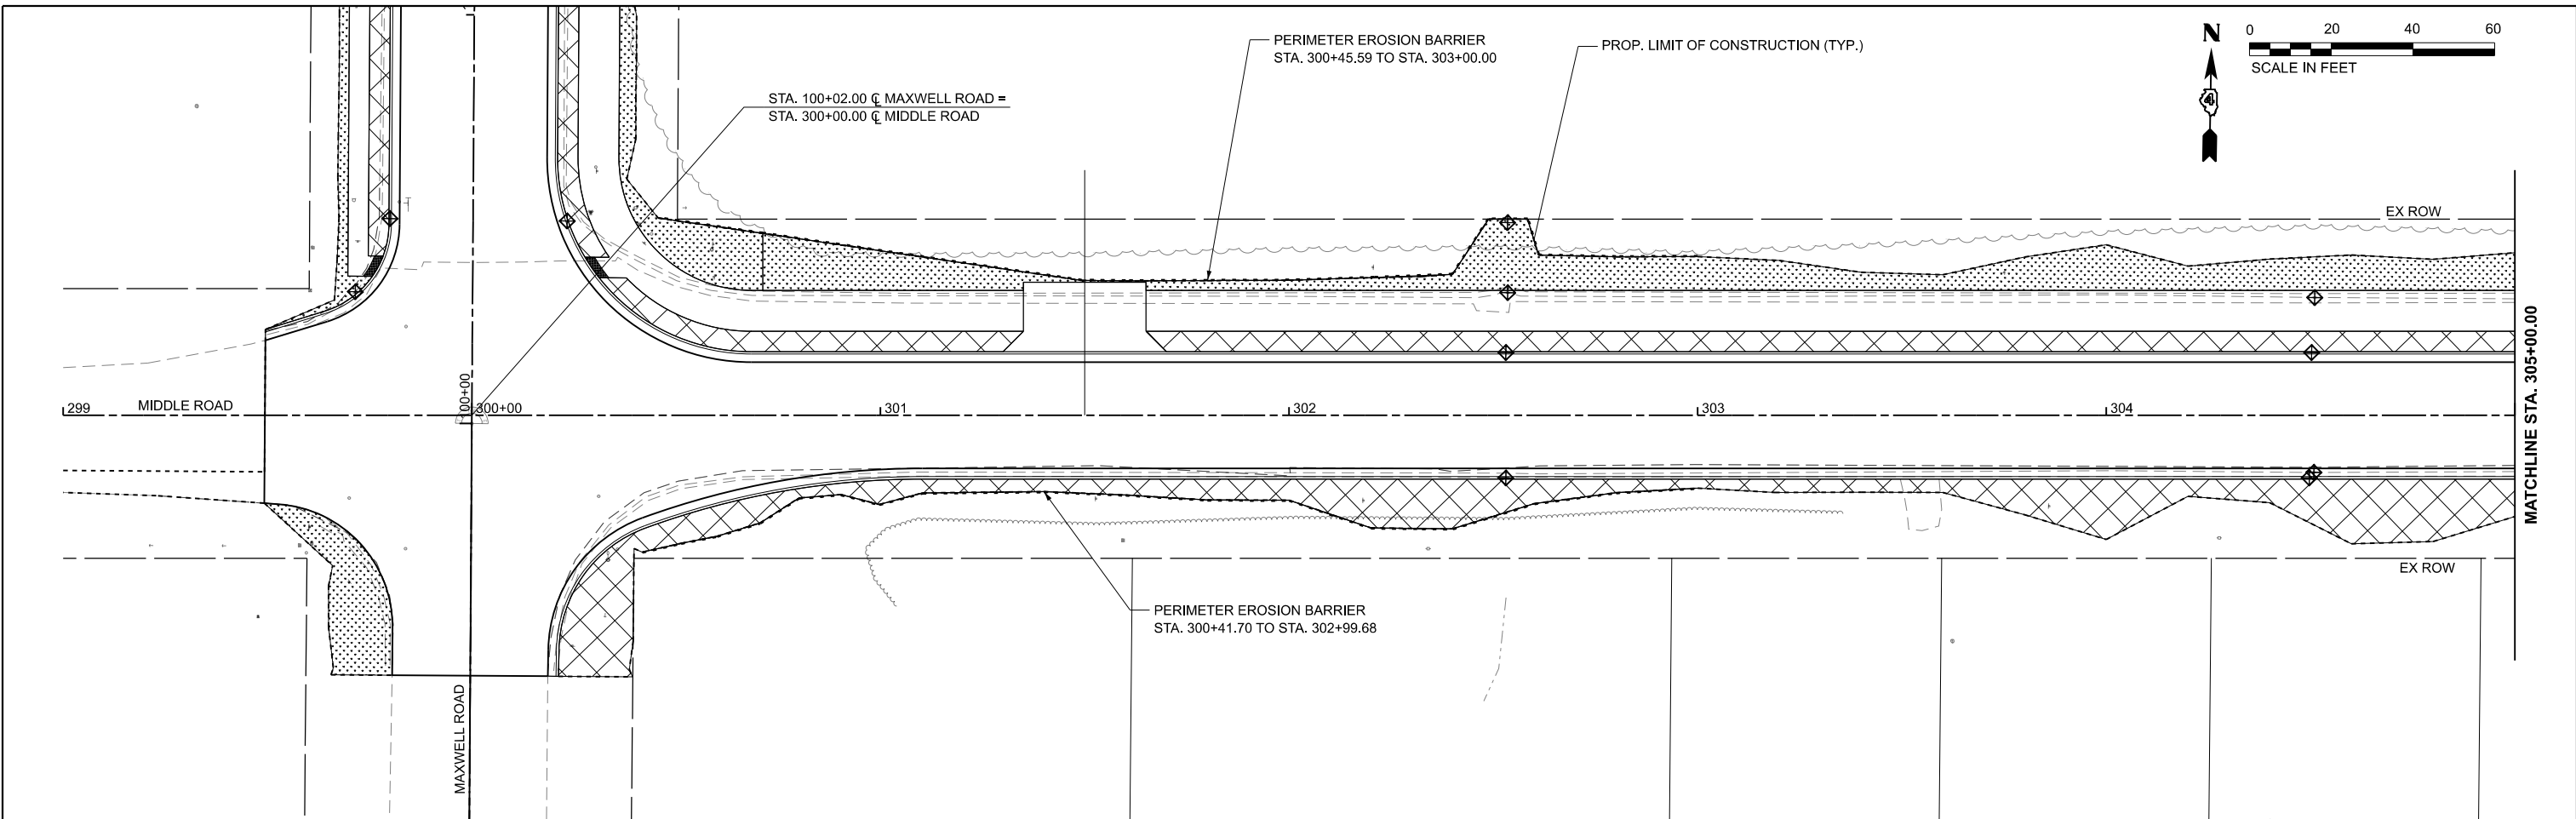 PERIMETER EROSION BARRIER
STA. 300+45.59 TO STA. 303+00.00
PROP. LIMIT OF CONSTRUCTION (TYP.)
N
4
0 20 40 60
SCALE IN FEET
STA. 100+02.00 ℄ MAXWELL ROAD =
STA. 300+00.00 ℄ MIDDLE ROAD
EX ROW
299
MIDDLE ROAD
300+00
301
302
303
304
MATCHLINE STA. 305+00.00
EX ROW
PERIMETER EROSION BARRIER
STA. 300+41.70 TO STA. 302+99.68
MAXWELL ROAD